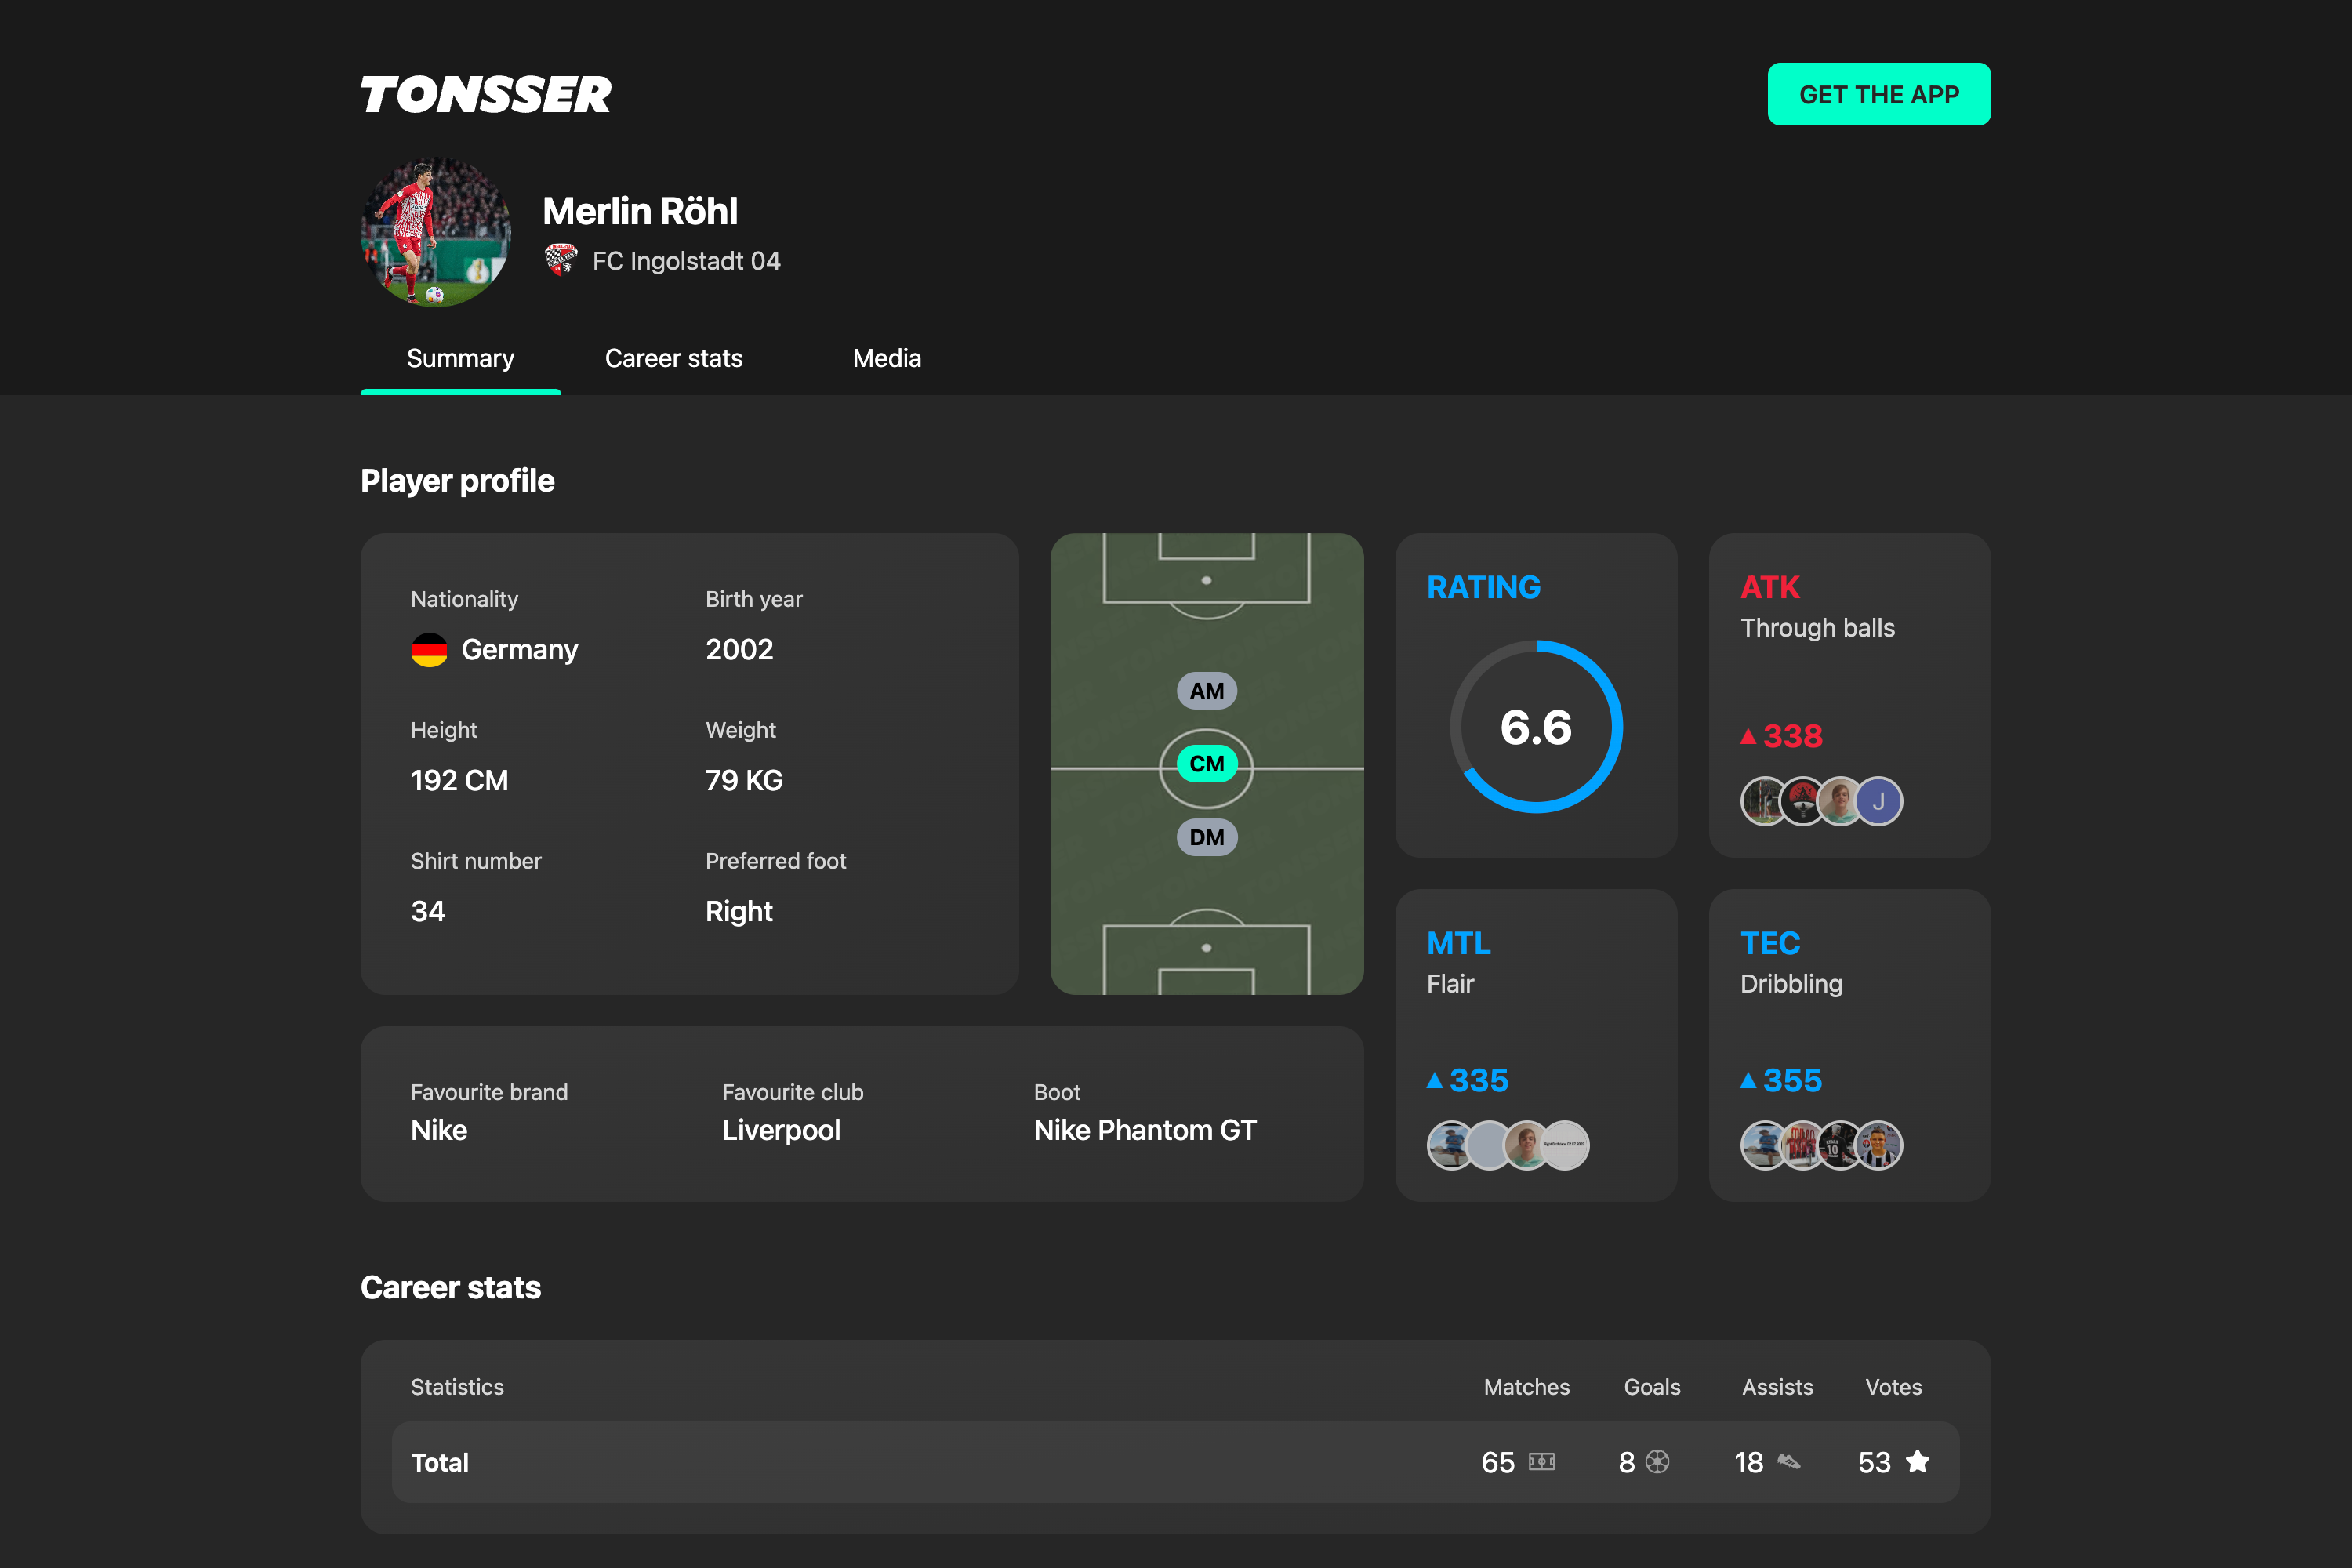 TONSSER
GET THE APP
Merlin Röhl
FC Ingolstadt 04
Summary
Career stats
Media
Player profile
Nationality
Birth year
Germany
2002
Height
Weight
192 CM
79 KG
Shirt number
Preferred foot
34
Right
AM
CM
DM
RATING
6.6
ATK
Through balls
338
J
MTL
Flair
335
TEC
Dribbling
355
10
Favourite brand
Favourite club
Boot
Nike
Liverpool
Nike Phantom GT
Career stats
Statistics
Matches
Goals
Assists
Votes
Total
65
8
18
53